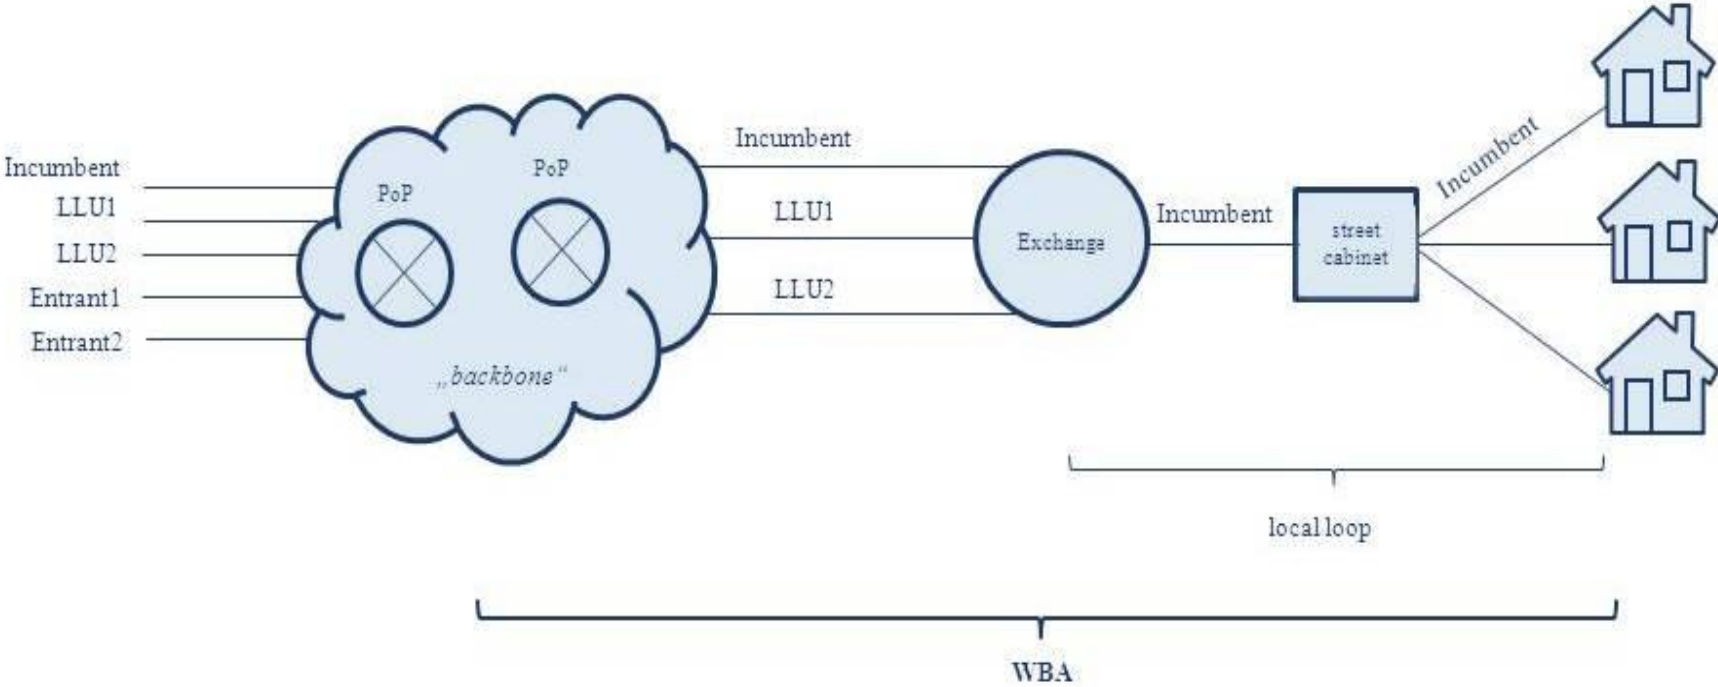 Incumbent
LLU1
LLU2
Entrant1
Entrant2
PoP
PoP
„backbone“
Incumbent
LLU1
LLU2
Exchange
Incumbent
street
cabinet
Incumbent
local loop
WBA